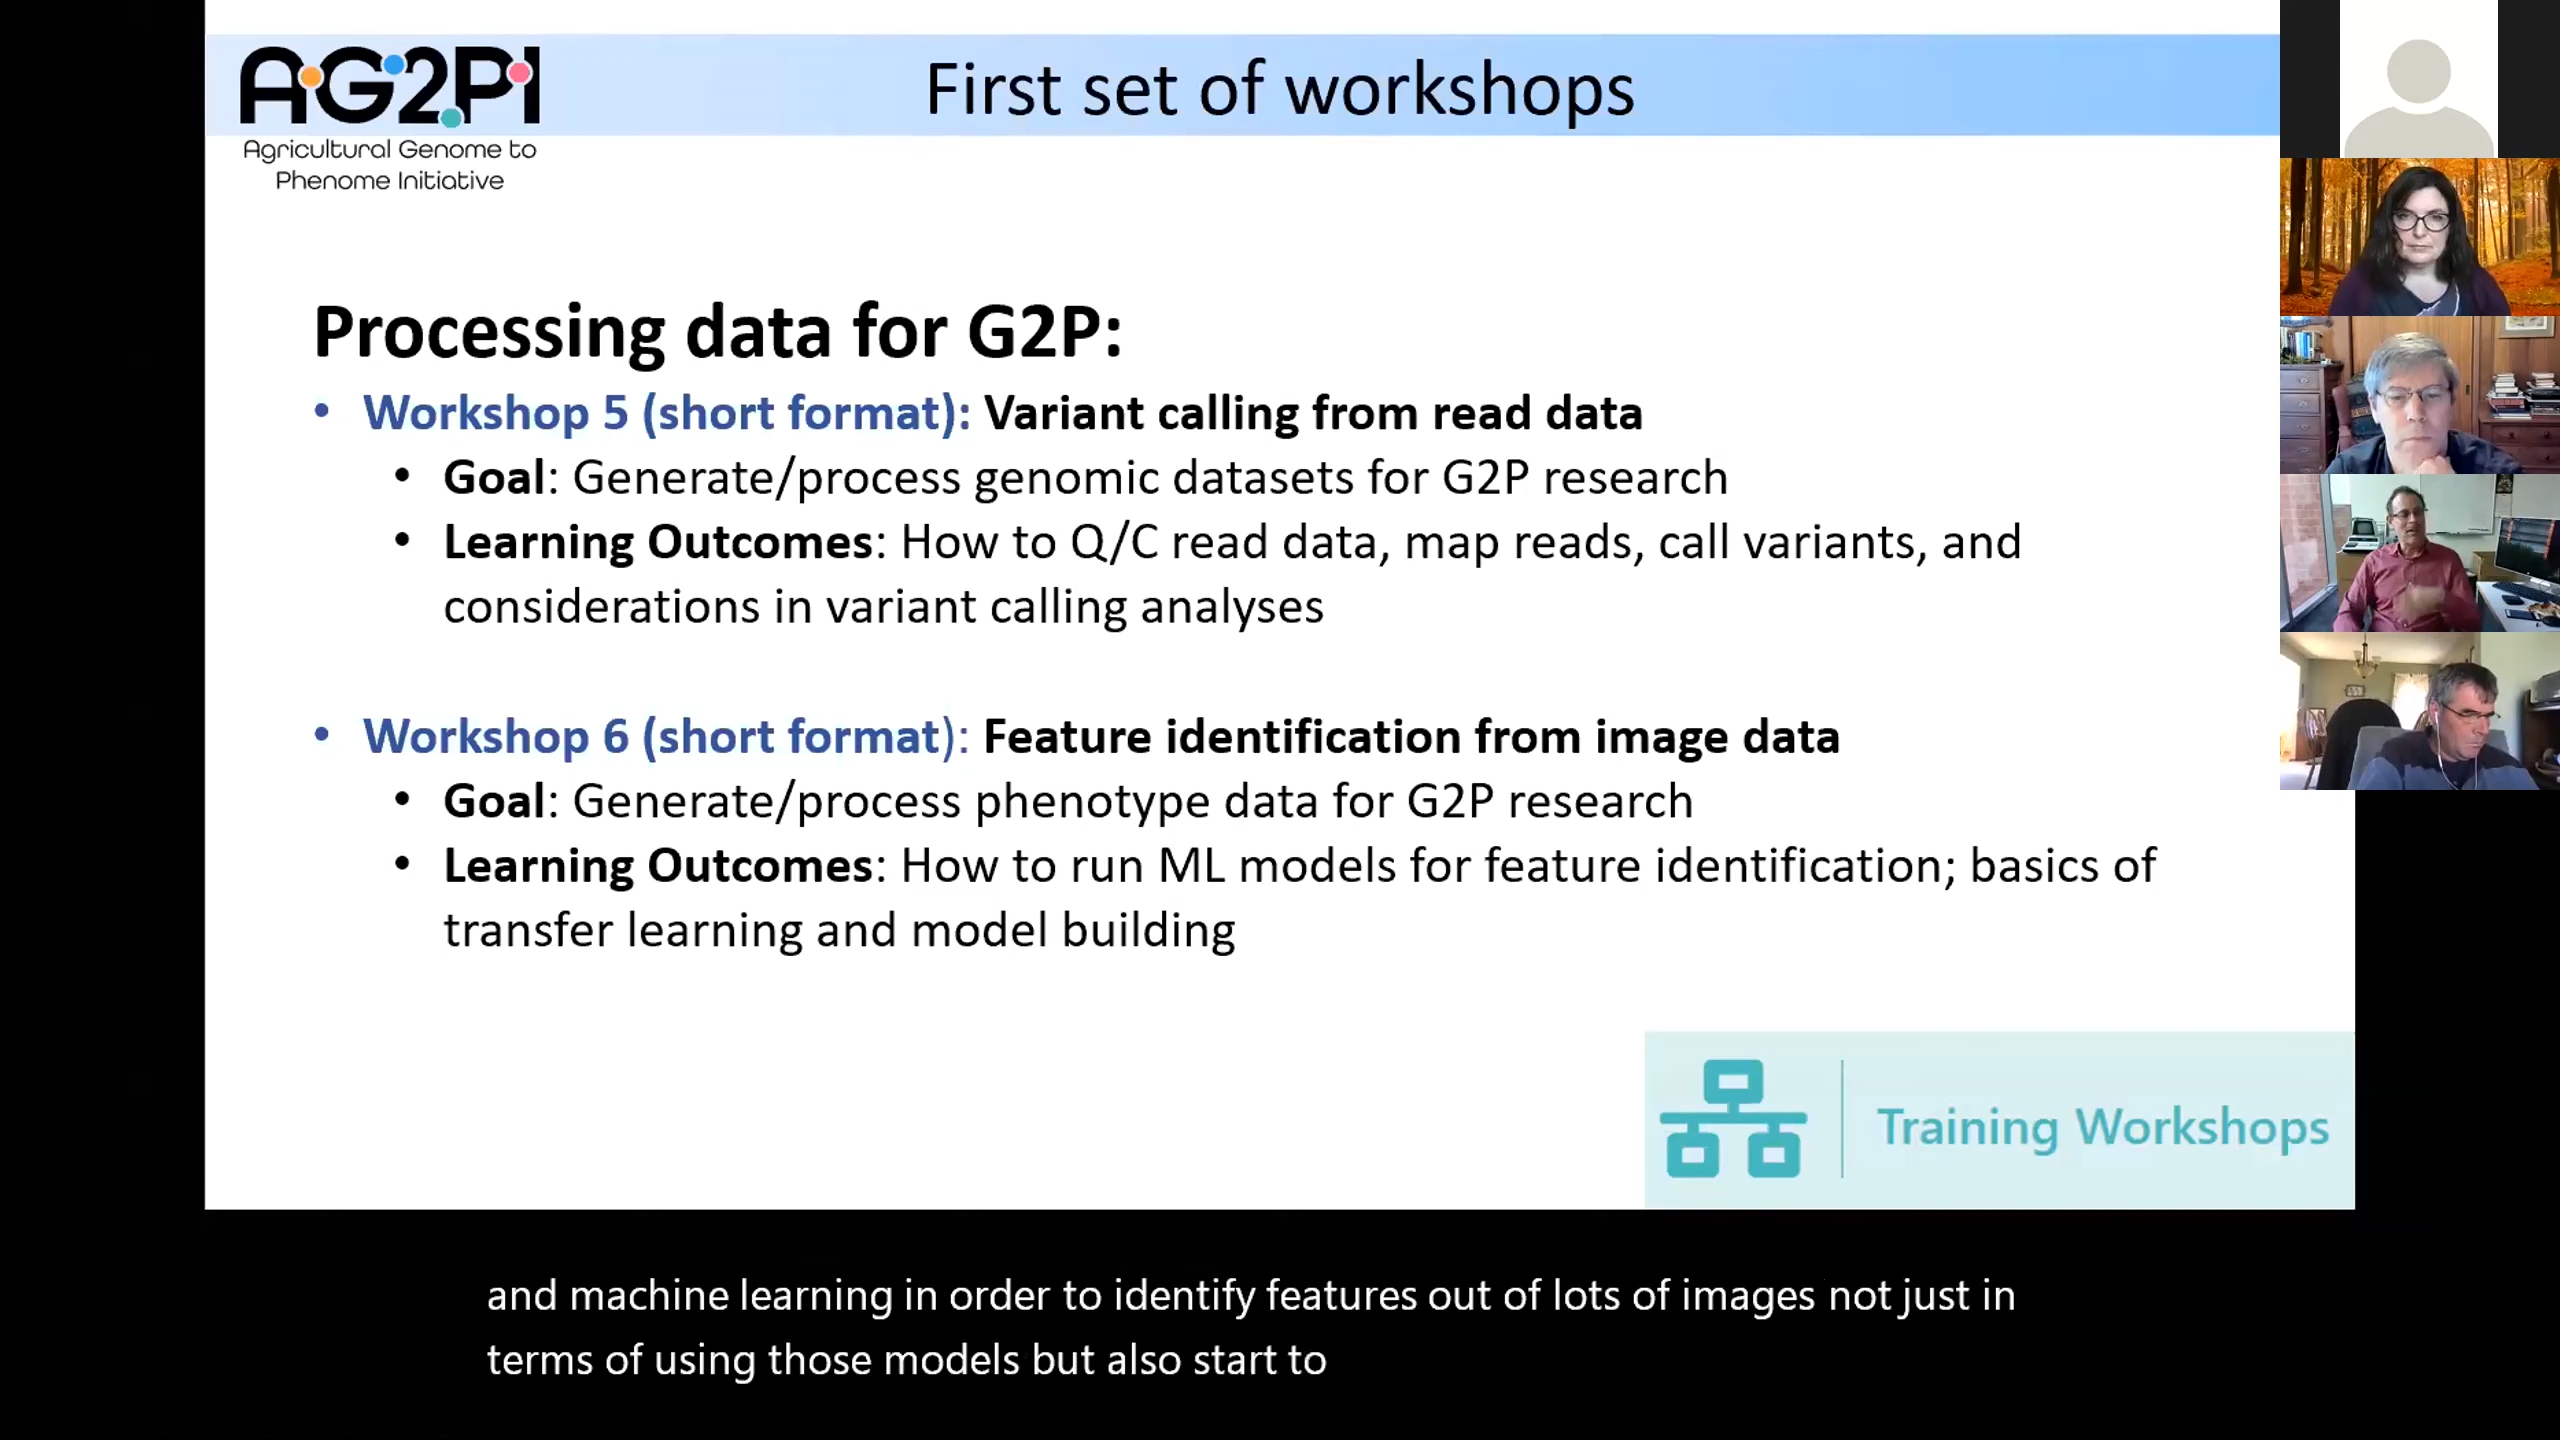 AG2PI
Agricultural Genome to
Phenome Initiative
First set of workshops
Processing data for G2P:
• Workshop 5 (short format): Variant calling from read data
• Goal: Generate/process genomic datasets for G2P research
• Learning Outcomes: How to Q/C read data, map reads, call variants, and
considerations in variant calling analyses
• Workshop 6 (short format): Feature identification from image data
• Goal: Generate/process phenotype data for G2P research
• Learning Outcomes: How to run ML models for feature identification; basics of
transfer learning and model building
Training Workshops
and machine learning in order to identify features out of lots of images not just in
terms of using those models but also start to